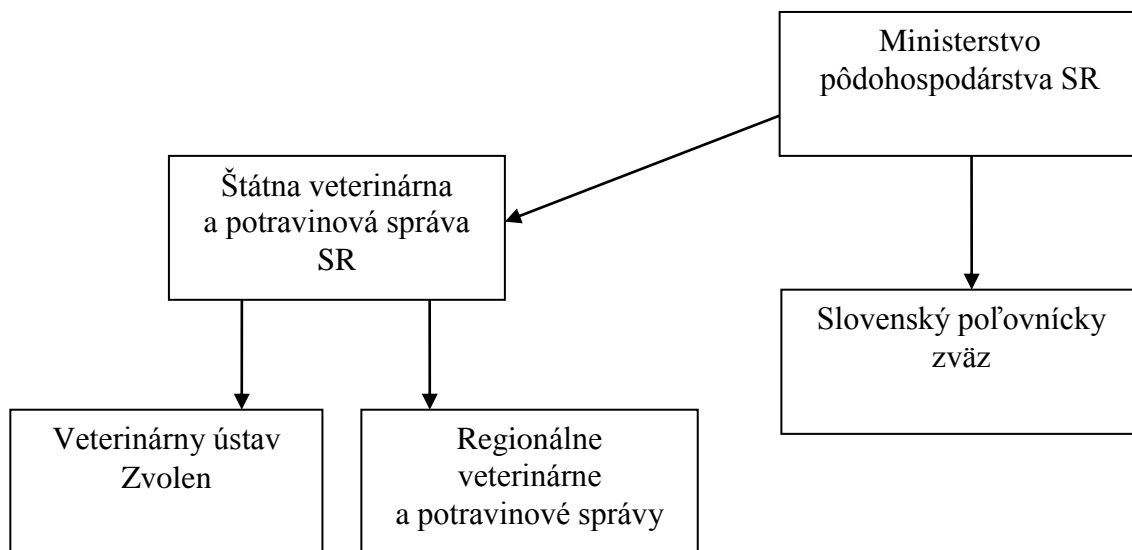 Ministerstvo
pôdohospodárstva SR
Štátna veterinárna
a potravinová správa
SR
Slovenský poľovnícky
zväz
Veterinárny ústav
Zvolen
Regionálne
veterinárne
a potravinové správy